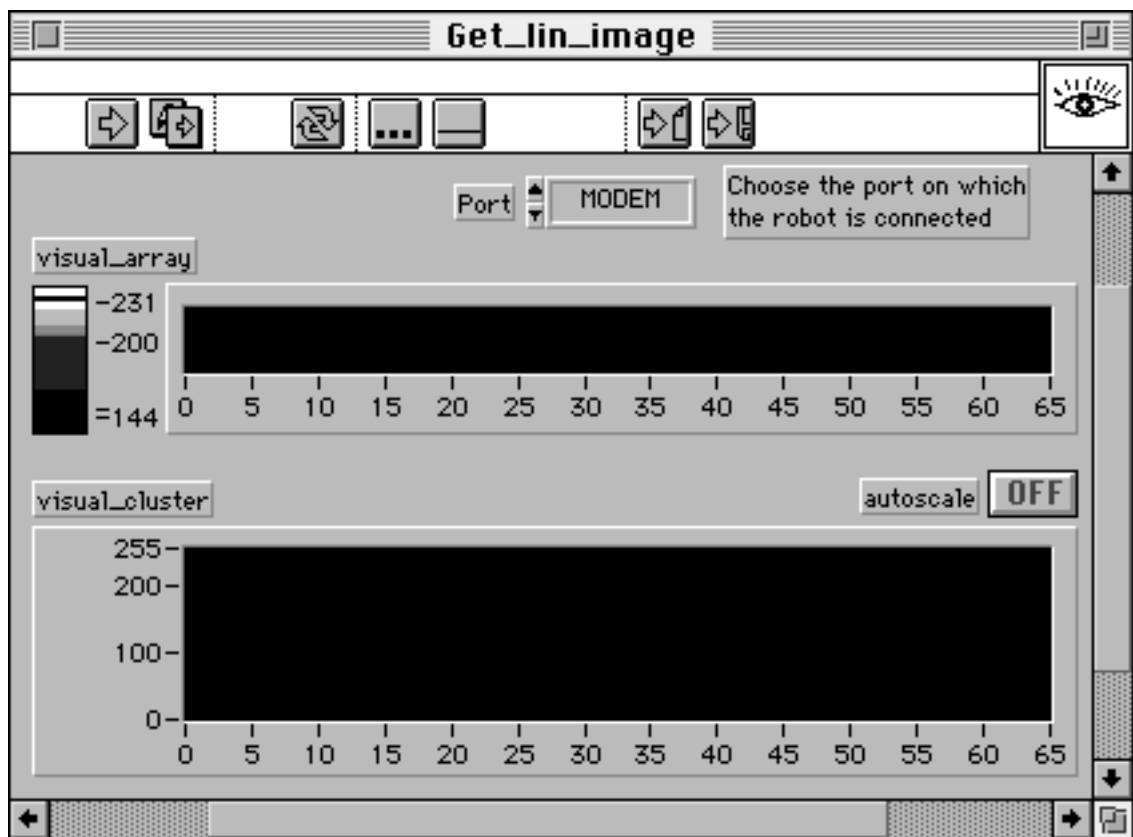 Get_lin_image
...
Port MODEM Choose the port on which
the robot is connected
visual_array
-231
-200
=144
0 5 10 15 20 25 30 35 40 45 50 55 60 65
visual_cluster autoscale OFF
255-
200-
100-
0-
0 5 10 15 20 25 30 35 40 45 50 55 60 65